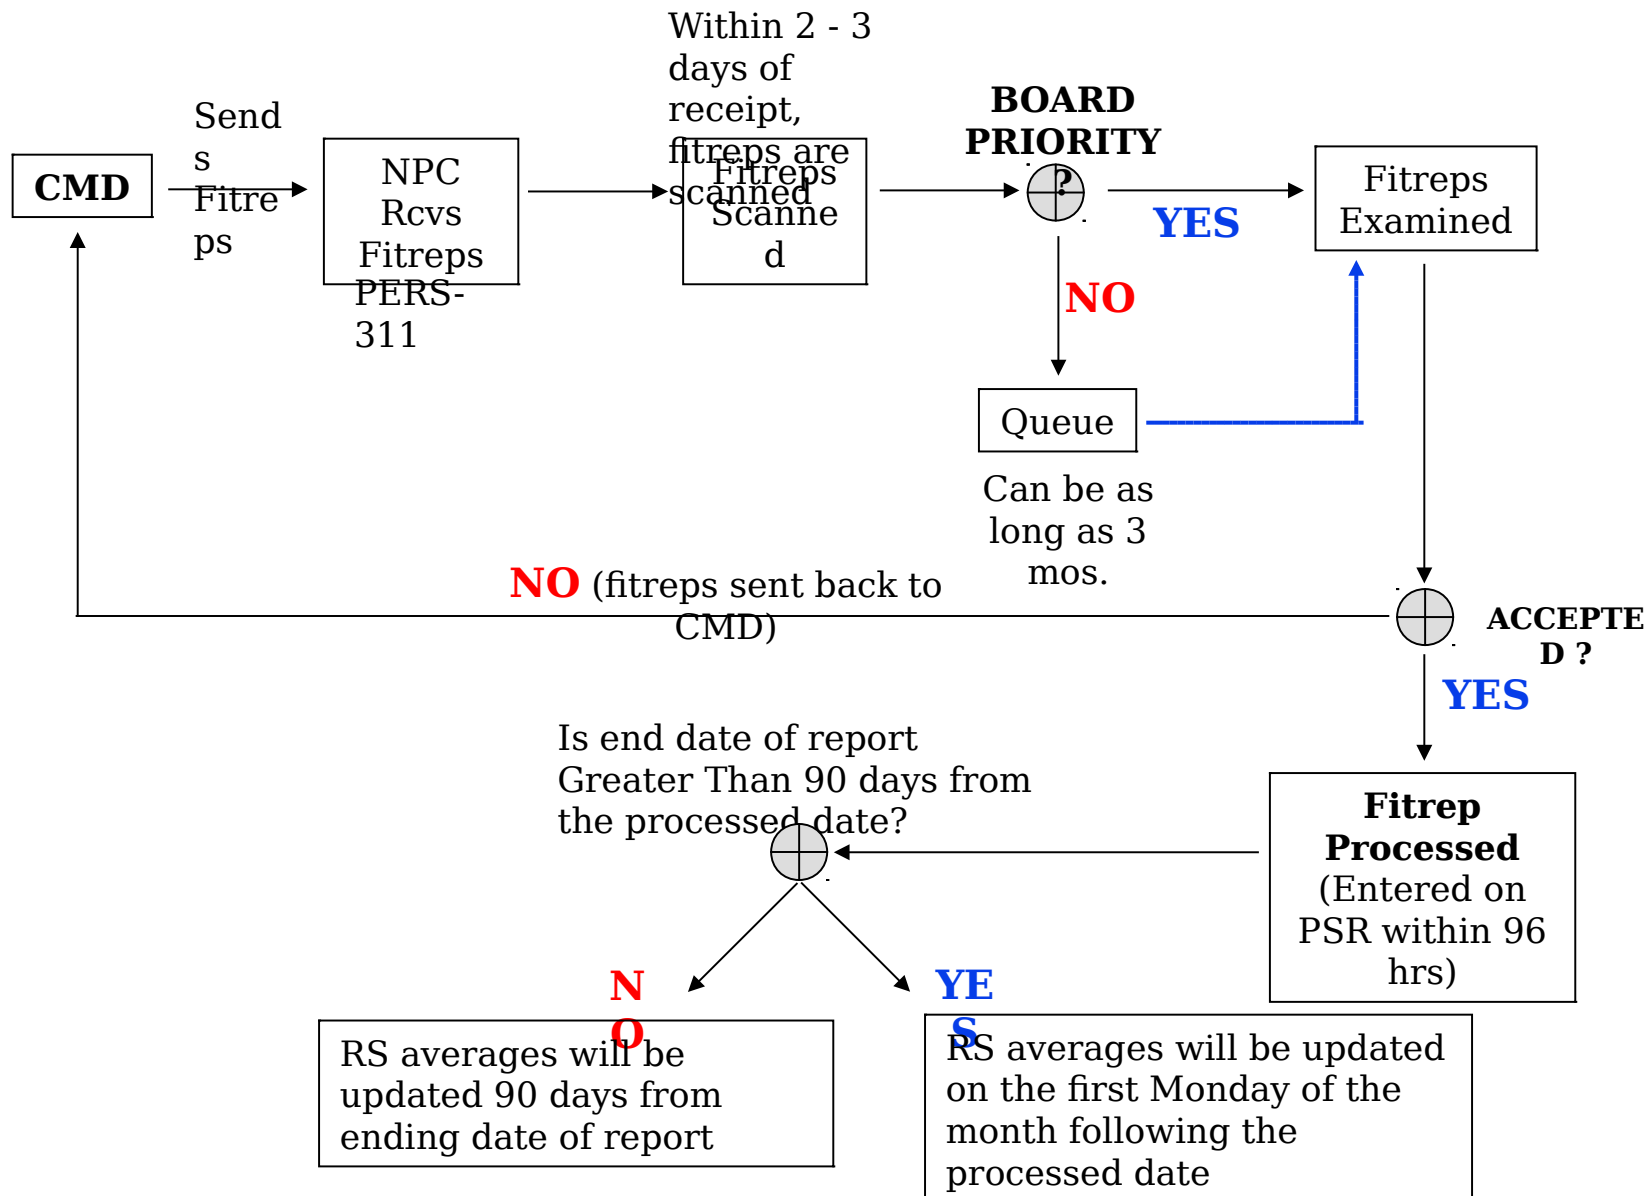 Within 2 - 3
days of
receipt,
fitreps are
scanned
BOARD
PRIORITY
?
Send
s
Fitre
ps
CMD
NPC
Rcvs
Fitreps
PERS-
311
Fitreps
Scanne
d
YES
Fitreps
Examined
NO
Queue
Can be as
long as 3
mos.
NO (fitreps sent back to
CMD)
ACCEPTE
D ?
YES
Is end date of report
Greater Than 90 days from
the processed date?
Fitrep
Processed
(Entered on
PSR within 96
hrs)
N
O
YE
S
RS averages will be
updated 90 days from
ending date of report
RS averages will be updated
on the first Monday of the
month following the
processed date